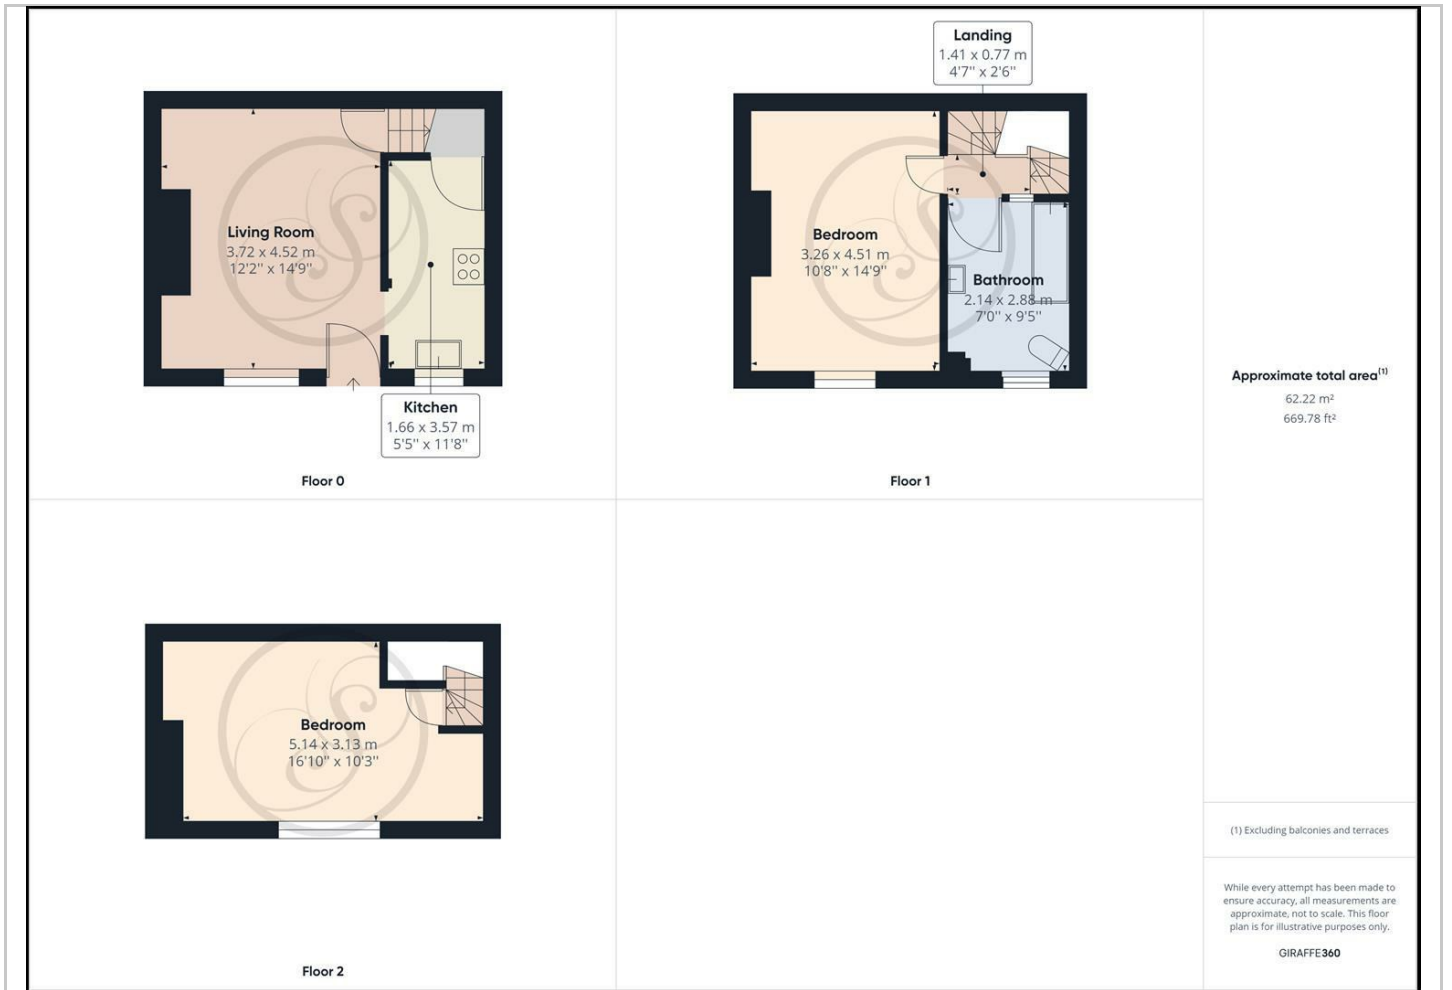 Landing
1.41 x 0.77 m
4'7" x 2'6"
Living Room
3.72 x 4.52 m
12'2" x 14'9"
Kitchen
1.66 x 3.57 m
5'5" x 11'8"
Floor 0
Bedroom
3.26 x 4.51 m
10'8" x 14'9"
Bathroom
2.14 x 2.88 m
7'0" x 9'5"
Floor 1
Bedroom
5.14 x 3.13 m
16'10" x 10'3"
Floor 2
Approximate total area(1)
62.22 m²
669.78 ft²
(1) Excluding balconies and terraces
While every attempt has been made to
ensure accuracy, all measurements are
approximate, not to scale. This floor
plan is for illustrative purposes only.
GIRAFFE360